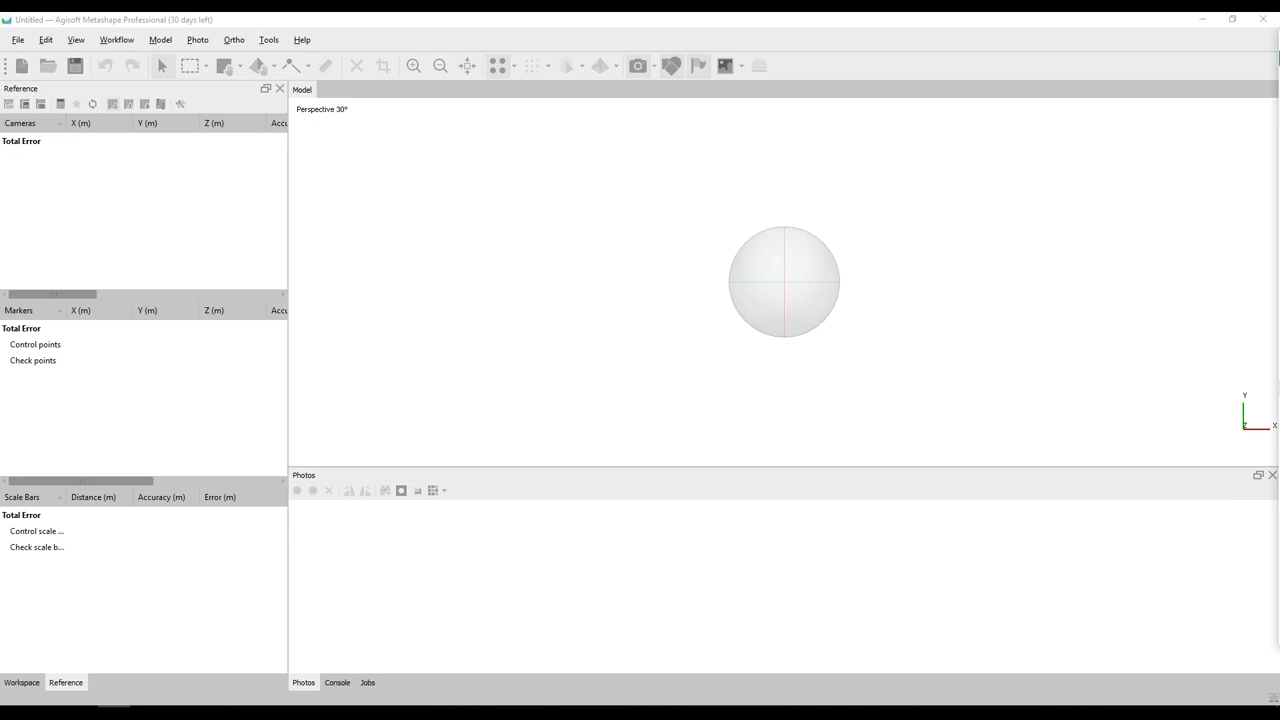 Untitled — Agisoft Metashape Professional (30 days left)
File Edit View Workflow Model Photo Ortho Tools Help
Reference
Model
Perspective 30°
Cameras X (m) Y (m) Z (m) Accu
Total Error
Markers X (m) Y (m) Z (m) Accu
Total Error
Control points
Check points
Y
Z X
Photos
Scale Bars Distance (m) Accuracy (m) Error (m)
Total Error
Control scale ...
Check scale b...
Workspace Reference
Photos Console Jobs